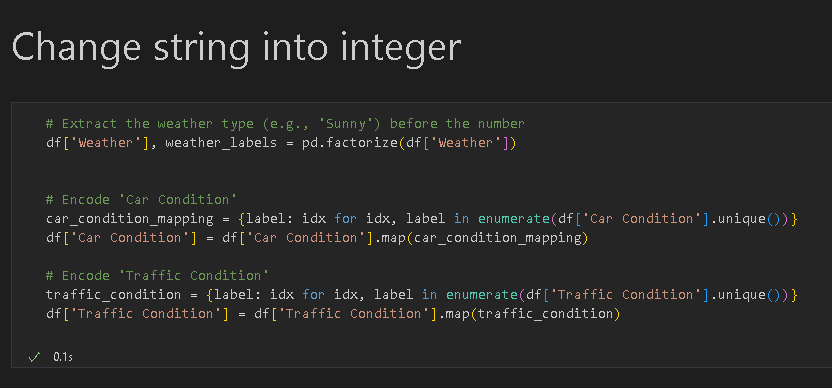 Change string into integer
# Extract the weather type (e.g., 'Sunny') before the number
df['Weather'], weather_labels = pd.factorize(df['Weather'])
# Encode 'Car Condition'
car_condition_mapping = {label: idx for idx, label in enumerate(df['Car Condition'].unique())}
df['Car Condition'] = df['Car Condition'].map(car_condition_mapping)
# Encode 'Traffic Condition'
traffic_condition = {label: idx for idx, label in enumerate(df['Traffic Condition'].unique())}
df['Traffic Condition'] = df['Traffic Condition'].map(traffic_condition)
0.1s